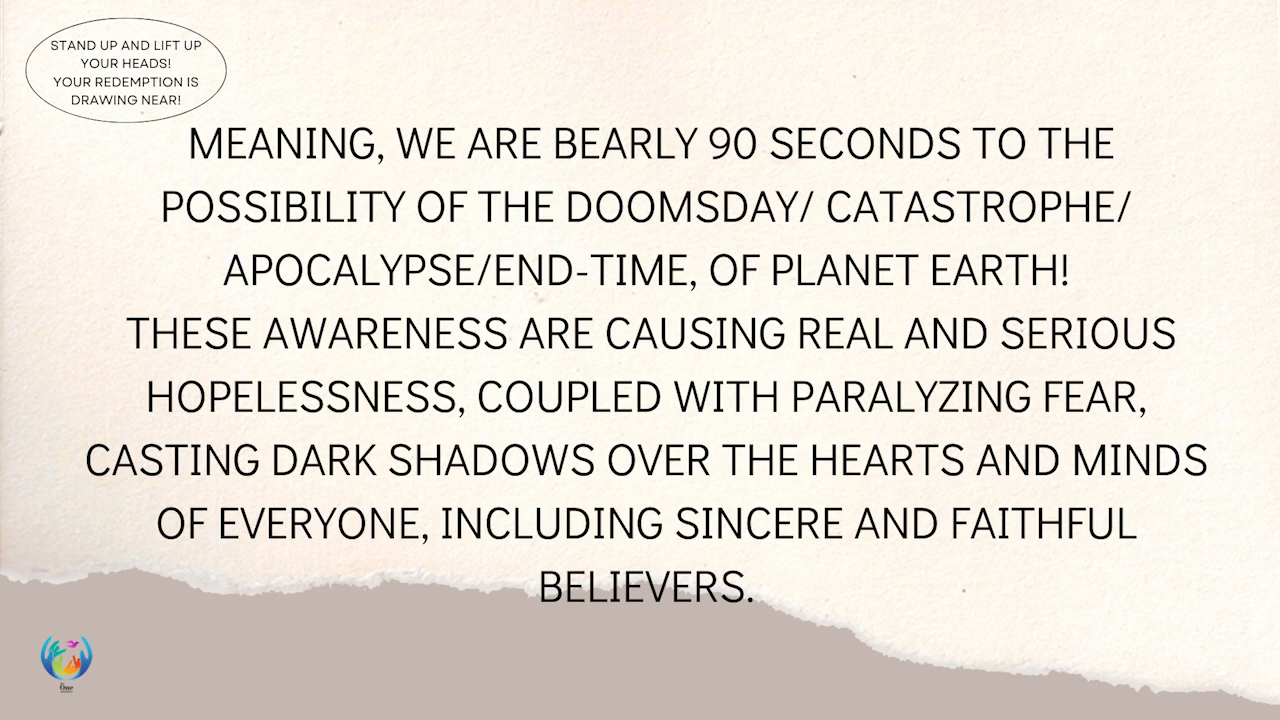 STAND UP AND LIFT UP
YOUR HEADS!
YOUR REDEMPTION IS
DRAWING NEAR!
MEANING, WE ARE BEARLY 90 SECONDS TO THE
POSSIBILITY OF THE DOOMSDAY/ CATASTROPHE/
APOCALYPSE/END-TIME, OF PLANET EARTH!
THESE AWARENESS ARE CAUSING REAL AND SERIOUS
HOPELESSNESS, COUPLED WITH PARALYZING FEAR,
CASTING DARK SHADOWS OVER THE HEARTS AND MINDS
OF EVERYONE, INCLUDING SINCERE AND FAITHFUL
BELIEVERS.
One